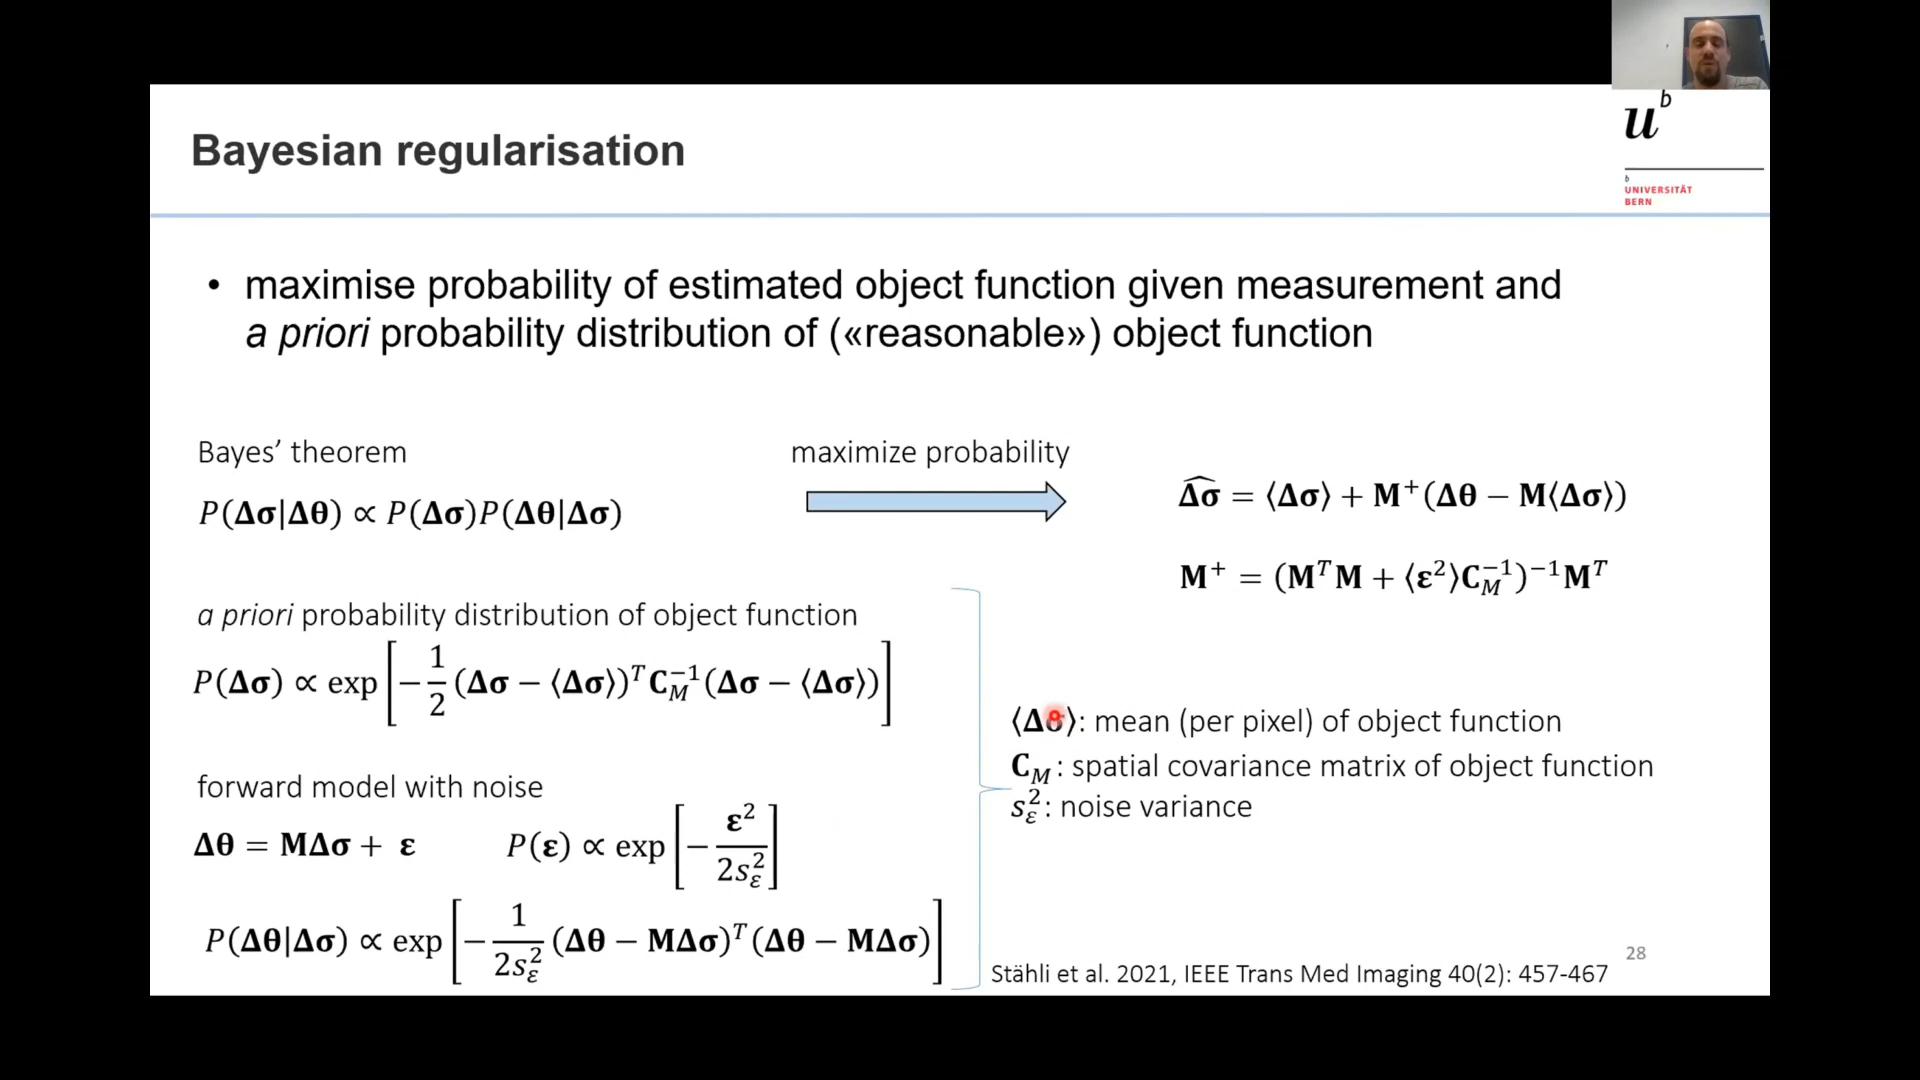 u^b
b
UNIVERSITÄT
BERN
Bayesian regularisation
• maximise probability of estimated object function given measurement and
a priori probability distribution of («reasonable») object function
Bayes’ theorem
P(Δσ|Δθ) ∝ P(Δσ)P(Δθ|Δσ)
maximize probability
Δσ̂ = ⟨Δσ⟩ + M⁺(Δθ − M⟨Δσ⟩)
M⁺ = (MᵀM + ⟨ε²⟩C_M⁻¹)⁻¹Mᵀ
a priori probability distribution of object function
P(Δσ) ∝ exp[−1/2 (Δσ − ⟨Δσ⟩)ᵀ C_M⁻¹ (Δσ − ⟨Δσ⟩)]
forward model with noise
Δθ = MΔσ + ε P(ε) ∝ exp[−ε²/2s_ε²]
P(Δθ|Δσ) ∝ exp[−1/2s_ε² (Δθ − MΔσ)ᵀ(Δθ − MΔσ)]
⟨Δσ⟩: mean (per pixel) of object function
C_M: spatial covariance matrix of object function
s_ε²: noise variance
28
Stähli et al. 2021, IEEE Trans Med Imaging 40(2): 457-467